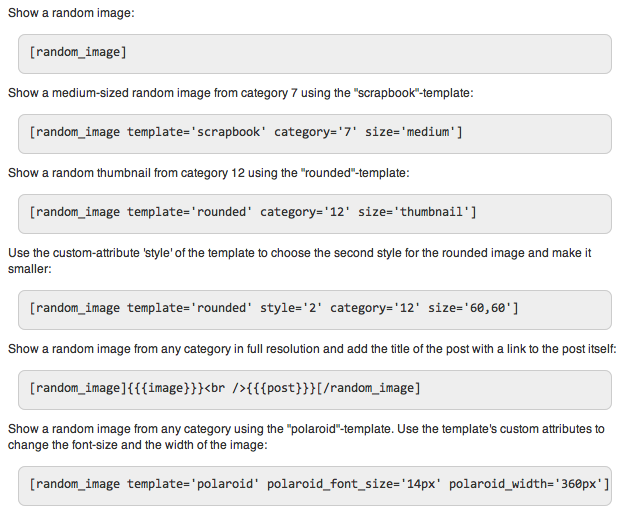 Show a random image:
[random_image]
Show a medium-sized random image from category 7 using the "scrapbook"-template:
[random_image template='scrapbook' category='7' size='medium']
Show a random thumbnail from category 12 using the "rounded"-template:
[random_image template='rounded' category='12' size='thumbnail']
Use the custom-attribute 'style' of the template to choose the second style for the rounded image and make it
smaller:
[random_image template='rounded' style='2' category='12' size='60,60']
Show a random image from any category in full resolution and add the title of the post with a link to the post itself:
[random_image]{{{image}}}<br />{{{post}}}[/random_image]
Show a random image from any category using the "polaroid"-template. Use the template's custom attributes to
change the font-size and the width of the image:
[random_image template='polaroid' polaroid_font_size='14px' polaroid_width='360px']